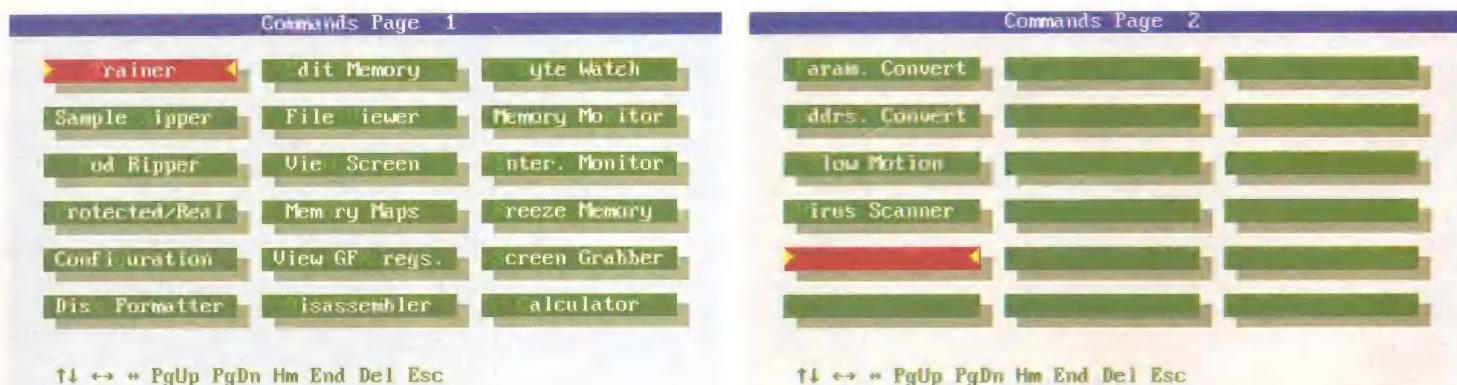 Commands Page 1
rainer dit Memory yte Watch
Sample ipper File iewer Memory Mo itor
od Ripper Vie Screen nter. Monitor
rotected/Real Mem ry Maps reeze Memory
Confi uration View GF regs. creen Grabber
Dis Formatter isassembler alculator
↑↓ ↔ ↔ PgUp PgDn Hm End Del Esc
Commands Page 2
aram. Convert
ddrs. Convert
low Motion
irus Scanner
↑↓ ↔ ↔ PgUp PgDn Hm End Del Esc